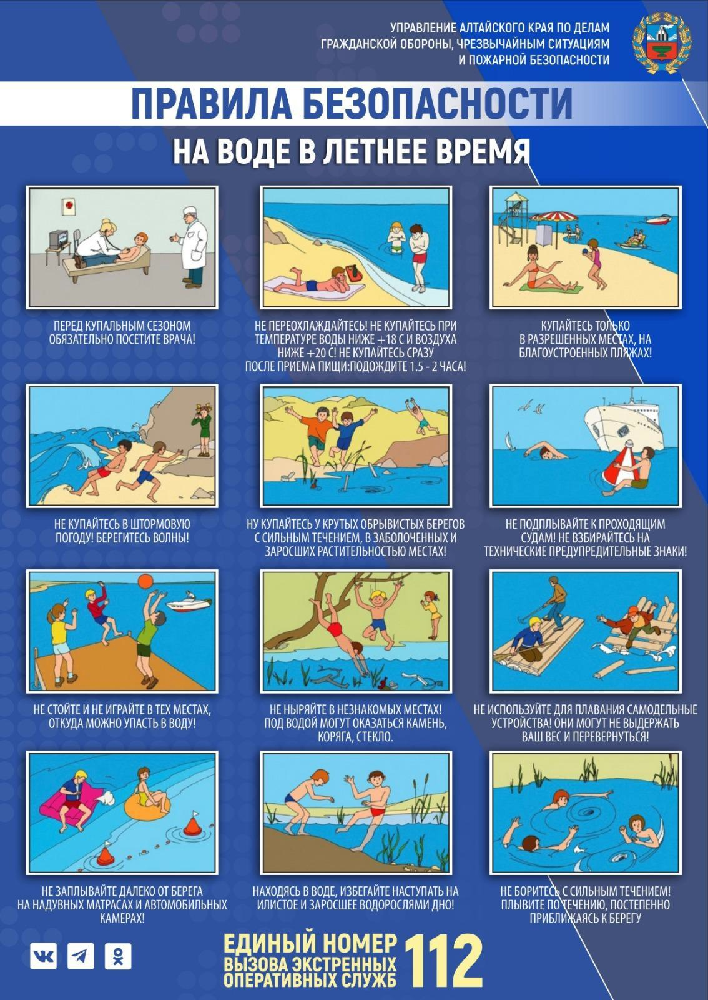 УПРАВЛЕНИЕ АЛТАЙСКОГО КРАЯ ПО ДЕЛАМ
ГРАЖДАНСКОЙ ОБОРОНЫ, ЧРЕЗВЫЧАЙНЫМ СИТУАЦИЯМ
И ПОЖАРНОЙ БЕЗОПАСНОСТИ
ПРАВИЛА БЕЗОПАСНОСТИ
НА ВОДЕ В ЛЕТНЕЕ ВРЕМЯ
ПЕРЕД КУПАЛЬНЫМ СЕЗОНОМ
ОБЯЗАТЕЛЬНО ПОСЕТИТЕ ВРАЧА!
НЕ ПЕРЕОХЛАЖДАЙТЕСЬ! НЕ КУПАЙТЕСЬ ПРИ
ТЕМПЕРАТУРЕ ВОДЫ НИЖЕ +18 С И ВОЗДУХА
НИЖЕ +20 С! НЕ КУПАЙТЕСЬ СРАЗУ
ПОСЛЕ ПРИЕМА ПИЩИ:ПОДОЖДИТЕ 1.5 - 2 ЧАСА!
КУПАЙТЕСЬ ТОЛЬКО
В РАЗРЕШЕННЫХ МЕСТАХ, НА
БЛАГОУСТРОЕННЫХ ПЛЯЖАХ!
НЕ КУПАЙТЕСЬ В ШТОРМОВУЮ
ПОГОДУ! БЕРЕГИТЕСЬ ВОЛНЫ!
НУ КУПАЙТЕСЬ У КРУТЫХ ОБРЫВИСТЫХ БЕРЕГОВ
С СИЛЬНЫМ ТЕЧЕНИЕМ, В ЗАБОЛОЧЕННЫХ И
ЗАРОСШИХ РАСТИТЕЛЬНОСТЬЮ МЕСТАХ!
НЕ ПОДПЛЫВАЙТЕ К ПРОХОДЯЩИМ
СУДАМ! НЕ ВЗБИРАЙТЕСЬ НА
ТЕХНИЧЕСКИЕ ПРЕДУПРЕДИТЕЛЬНЫЕ ЗНАКИ!
НЕ СТОЙТЕ И НЕ ИГРАЙТЕ В ТЕХ МЕСТАХ,
ОТКУДА МОЖНО УПАСТЬ В ВОДУ!
НЕ НЫРЯЙТЕ В НЕЗНАКОМЫХ МЕСТАХ!
ПОД ВОДОЙ МОГУТ ОКАЗАТЬСЯ КАМЕНЬ,
КОРЯГА, СТЕКЛО.
НЕ ИСПОЛЬЗУЙТЕ ДЛЯ ПЛАВАНИЯ САМОДЕЛЬНЫЕ
УСТРОЙСТВА! ОНИ МОГУТ НЕ ВЫДЕРЖАТЬ
ВАШ ВЕС И ПЕРЕВЕРНУТЬСЯ!
НЕ ЗАПЛЫВАЙТЕ ДАЛЕКО ОТ БЕРЕГА
НА НАДУВНЫХ МАТРАСАХ И АВТОМОБИЛЬНЫХ
КАМЕРАХ!
НАХОДЯСЬ В ВОДЕ, ИЗБЕГАЙТЕ НАСТУПАТЬ НА
ИЛИСТОЕ И ЗАРОСШЕЕ ВОДОРОСЛЯМИ ДНО!
НЕ БОРИТЕСЬ С СИЛЬНЫМ ТЕЧЕНИЕМ!
ПЛЫВИТЕ ПО ТЕЧЕНИЮ, ПОСТЕПЕННО
ПРИБЛИЖАЯСЬ К БЕРЕГУ
ЕДИНЫЙ НОМЕР
ВЫЗОВА ЭКСТРЕННЫХ
ОПЕРАТИВНЫХ СЛУЖБ
112